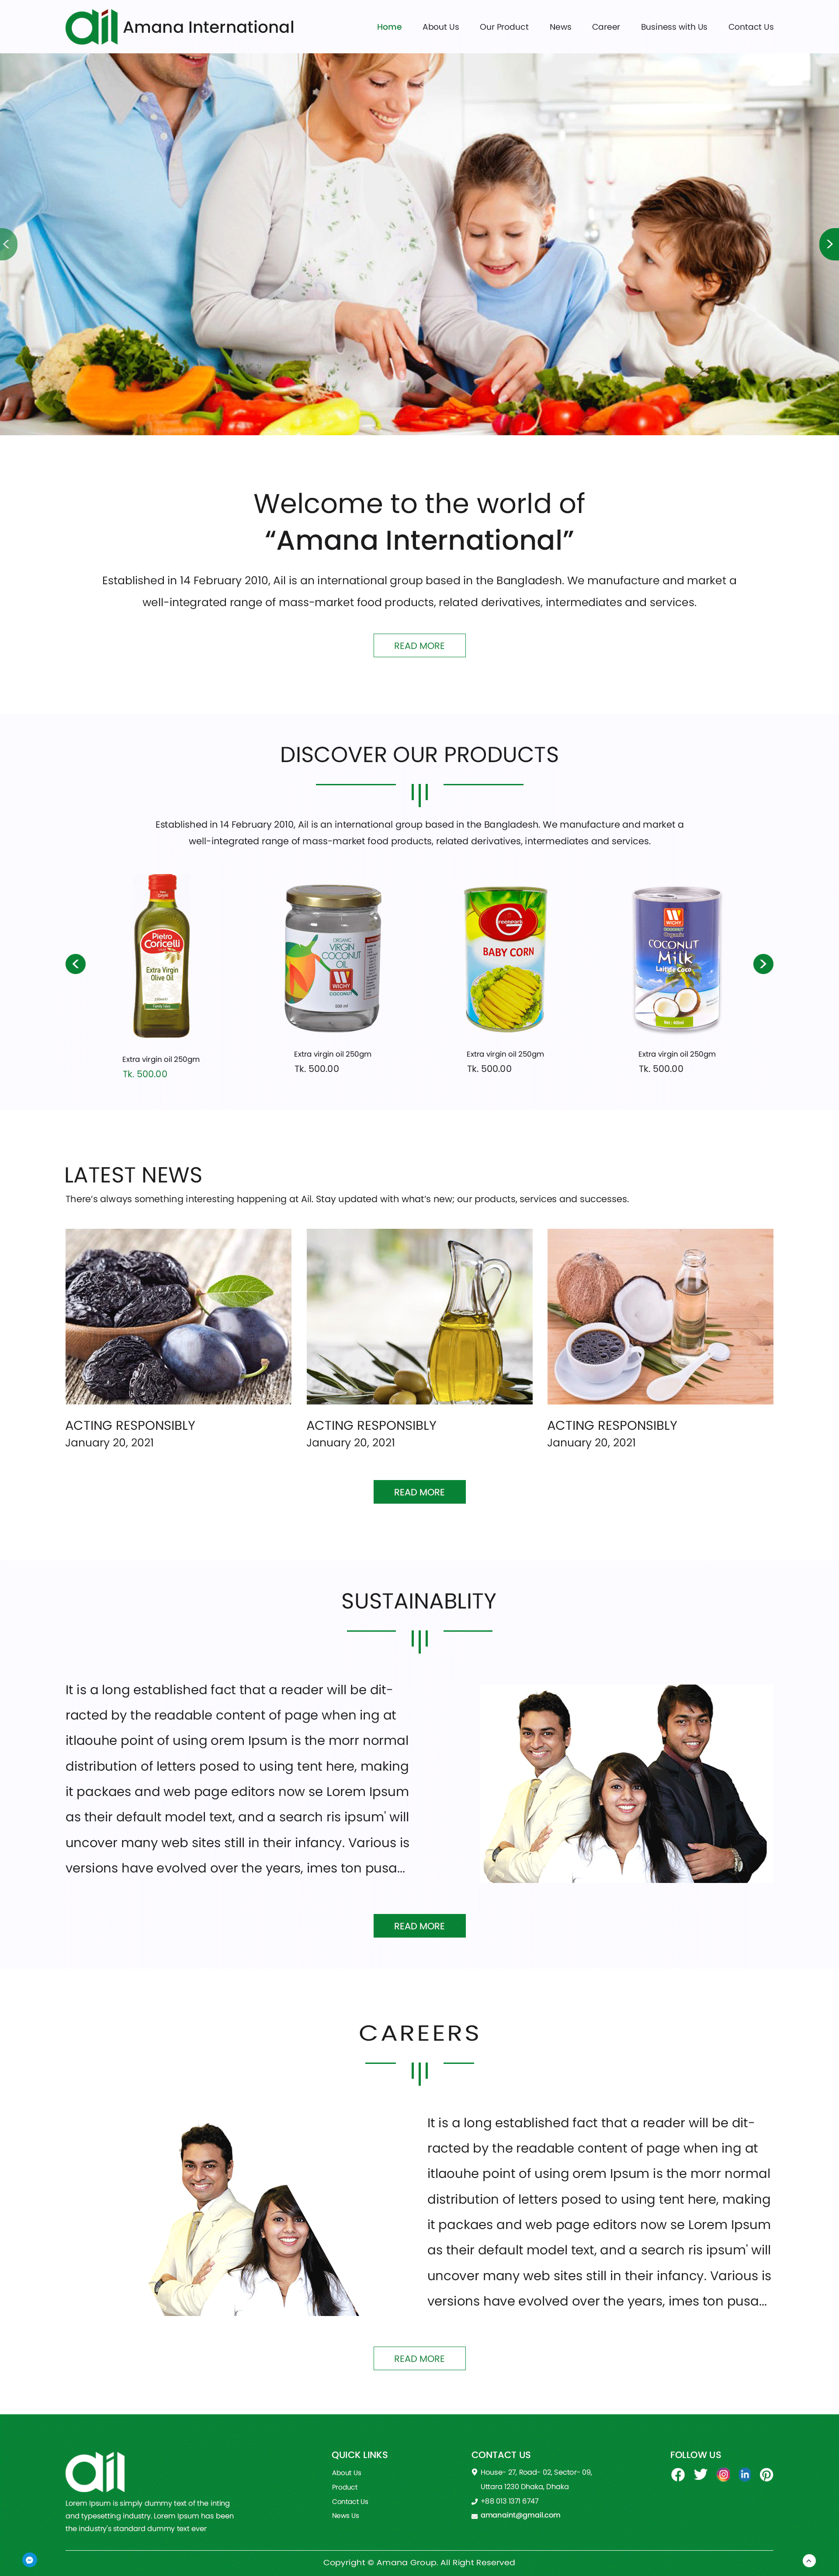 ail Amana International
Home About Us Our Product News Career Business with Us Contact Us
Welcome to the world of
“Amana International”
Established in 14 February 2010, Ail is an international group based in the Bangladesh. We manufacture and market a
well-integrated range of mass-market food products, related derivatives, intermediates and services.
READ MORE
DISCOVER OUR PRODUCTS
Established in 14 February 2010, Ail is an international group based in the Bangladesh. We manufacture and market a
well-integrated range of mass-market food products, related derivatives, intermediates and services.
Pietro
Coricelli
Extra Virgin
Olive Oil
ORGANIC
VIRGIN
COCONUT
OIL
WICHY
COCONUT
500 ml
Greenpark
BABY CORN
WICHY
COCONUT
Organic
COCONUT
Milk
Lait de Coco
Extra virgin oil 250gm
Tk. 500.00
Extra virgin oil 250gm
Tk. 500.00
Extra virgin oil 250gm
Tk. 500.00
Extra virgin oil 250gm
Tk. 500.00
LATEST NEWS
There’s always something interesting happening at Ail. Stay updated with what’s new; our products, services and successes.
ACTING RESPONSIBLY
January 20, 2021
ACTING RESPONSIBLY
January 20, 2021
ACTING RESPONSIBLY
January 20, 2021
READ MORE
SUSTAINABLITY
It is a long established fact that a reader will be dit-
racted by the readable content of page when ing at
itlaouhe point of using orem Ipsum is the morr normal
distribution of letters posed to using tent here, making
it packaes and web page editors now se Lorem Ipsum
as their default model text, and a search ris ipsum' will
uncover many web sites still in their infancy. Various is
versions have evolved over the years, imes ton pusa...
READ MORE
CAREERS
It is a long established fact that a reader will be dit-
racted by the readable content of page when ing at
itlaouhe point of using orem Ipsum is the morr normal
distribution of letters posed to using tent here, making
it packaes and web page editors now se Lorem Ipsum
as their default model text, and a search ris ipsum' will
uncover many web sites still in their infancy. Various is
versions have evolved over the years, imes ton pusa...
READ MORE
ail
Lorem Ipsum is simply dummy text of the inting
and typesetting industry. Lorem Ipsum has been
the industry's standard dummy text ever
QUICK LINKS
About Us
Product
Contact Us
News Us
CONTACT US
House- 27, Road- 02, Sector- 09,
Uttara 1230 Dhaka, Dhaka
+88 013 1371 6747
amanaint@gmail.com
FOLLOW US
Copyright © Amana Group. All Right Reserved